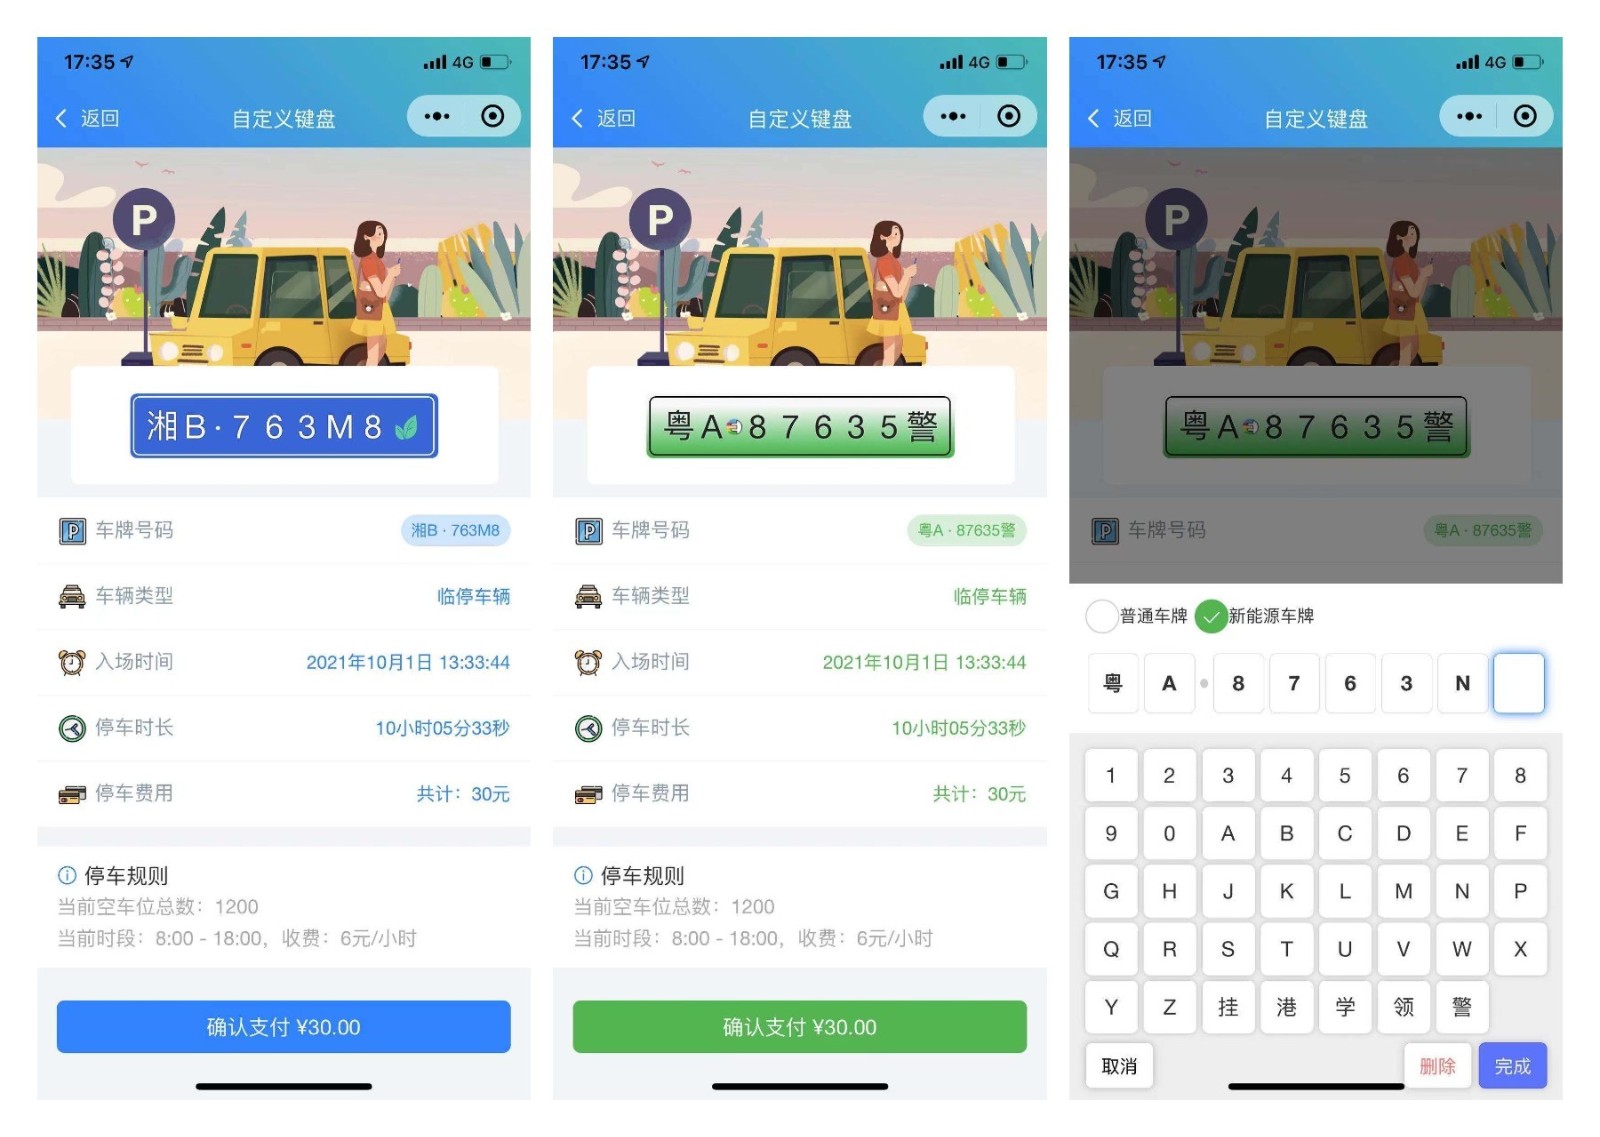 17:35 4G
返回 自定义键盘
P
湘B·763M8
P 车牌号码 湘B · 763M8
车辆类型 临停车辆
入场时间 2021年10月1日 13:33:44
停车时长 10小时05分33秒
停车费用 共计：30元
停车规则
当前空车位总数：1200
当前时段：8:00 - 18:00，收费：6元/小时
确认支付 ¥30.00
17:35 4G
返回 自定义键盘
P
粤A87635警
P 车牌号码 粤A · 87635警
车辆类型 临停车辆
入场时间 2021年10月1日 13:33:44
停车时长 10小时05分33秒
停车费用 共计：30元
停车规则
当前空车位总数：1200
当前时段：8:00 - 18:00，收费：6元/小时
确认支付 ¥30.00
17:35 4G
返回 自定义键盘
P
粤A87635警
P 车牌号码 粤A · 87635警
普通车牌 新能源车牌
粤 A · 8 7 6 3 N
1 2 3 4 5 6 7 8
9 0 A B C D E F
G H J K L M N P
Q R S T U V W X
Y Z 挂 港 学 领 警
取消 删除 完成